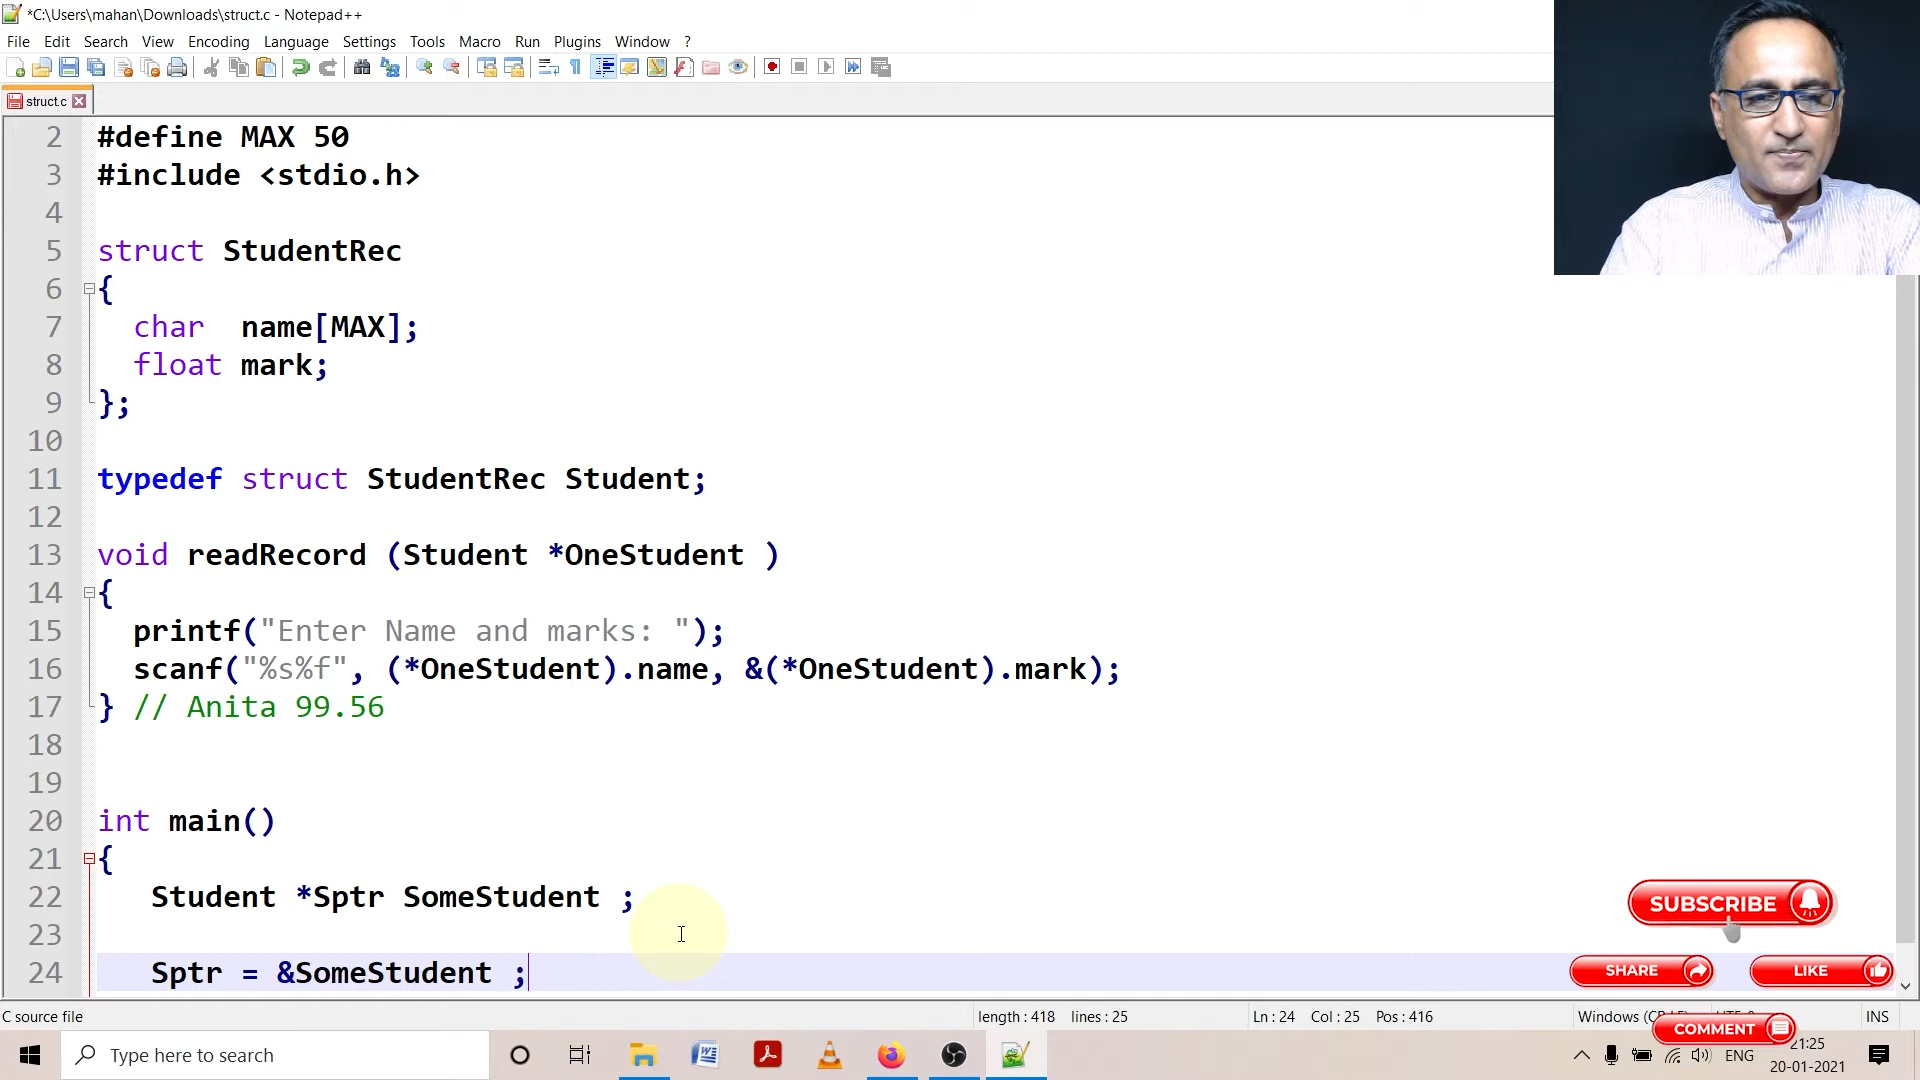 *C:\Users\mahan\Downloads\struct.c - Notepad++
File Edit Search View Encoding Language Settings Tools Macro Run Plugins Window ?
struct.c
2 #define MAX 50
3 #include <stdio.h>
4
5 struct StudentRec
6 {
7 char  name[MAX];
8 float mark;
9 };
10
11 typedef struct StudentRec Student;
12
13 void readRecord (Student *OneStudent )
14 {
15 printf("Enter Name and marks: ");
16 scanf("%s%f", (*OneStudent).name, &(*OneStudent).mark);
17 } // Anita 99.56
18
19
20 int main()
21 {
22 Student *Sptr SomeStudent ;
23
24 Sptr = &SomeStudent ;
SUBSCRIBE
SHARE LIKE
C source file length : 418 lines : 25 Ln : 24 Col : 25 Pos : 416 Windows INS
COMMENT
Type here to search ENG 21:25
20-01-2021